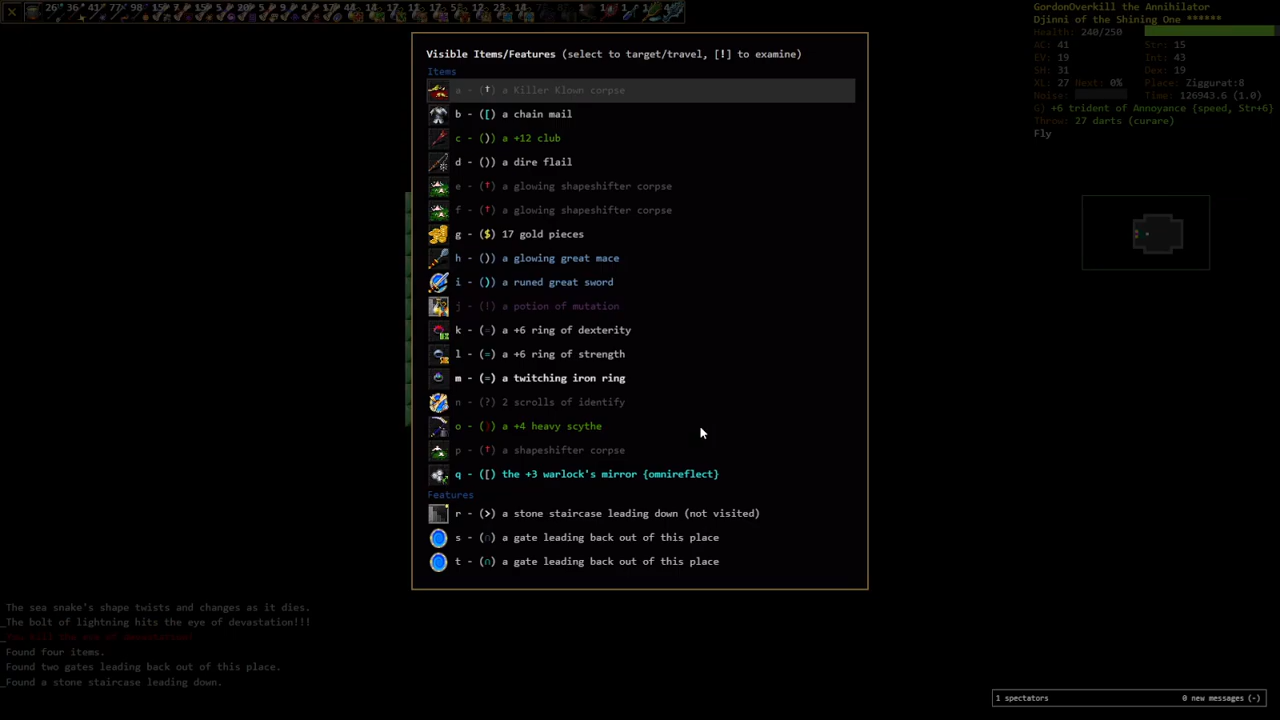 GordonOverkill the Annihilator
Djinni of the Shining One ******
Health: 240/250
AC: 41 Str: 15
EV: 19 Int: 43
SH: 31 Dex: 19
XL: 27 Next: 0% Place: Ziggurat:8
Noise: Time: 126943.6 (1.0)
G) +6 trident of Annoyance {speed, Str+6}
Throw: 27 darts (curare)
Fly
Visible Items/Features (select to target/travel, [!] to examine)
Items
a - (†) a Killer Klown corpse
b - ([) a chain mail
c - ()) a +12 club
d - ()) a dire flail
e - (†) a glowing shapeshifter corpse
f - (†) a glowing shapeshifter corpse
g - ($) 17 gold pieces
h - ()) a glowing great mace
i - ()) a runed great sword
j - (!) a potion of mutation
k - (=) a +6 ring of dexterity
l - (=) a +6 ring of strength
m - (=) a twitching iron ring
n - (?) 2 scrolls of identify
o - ()) a +4 heavy scythe
p - (†) a shapeshifter corpse
q - ([) the +3 warlock's mirror {omnireflect}
Features
r - (>) a stone staircase leading down (not visited)
s - (∩) a gate leading back out of this place
t - (∩) a gate leading back out of this place
The sea snake's shape twists and changes as it dies.
_The bolt of lightning hits the eye of devastation!!!
_You kill the eye of devastation!
Found four items.
Found two gates leading back out of this place.
_Found a stone staircase leading down.
1 spectators 0 new messages (-)